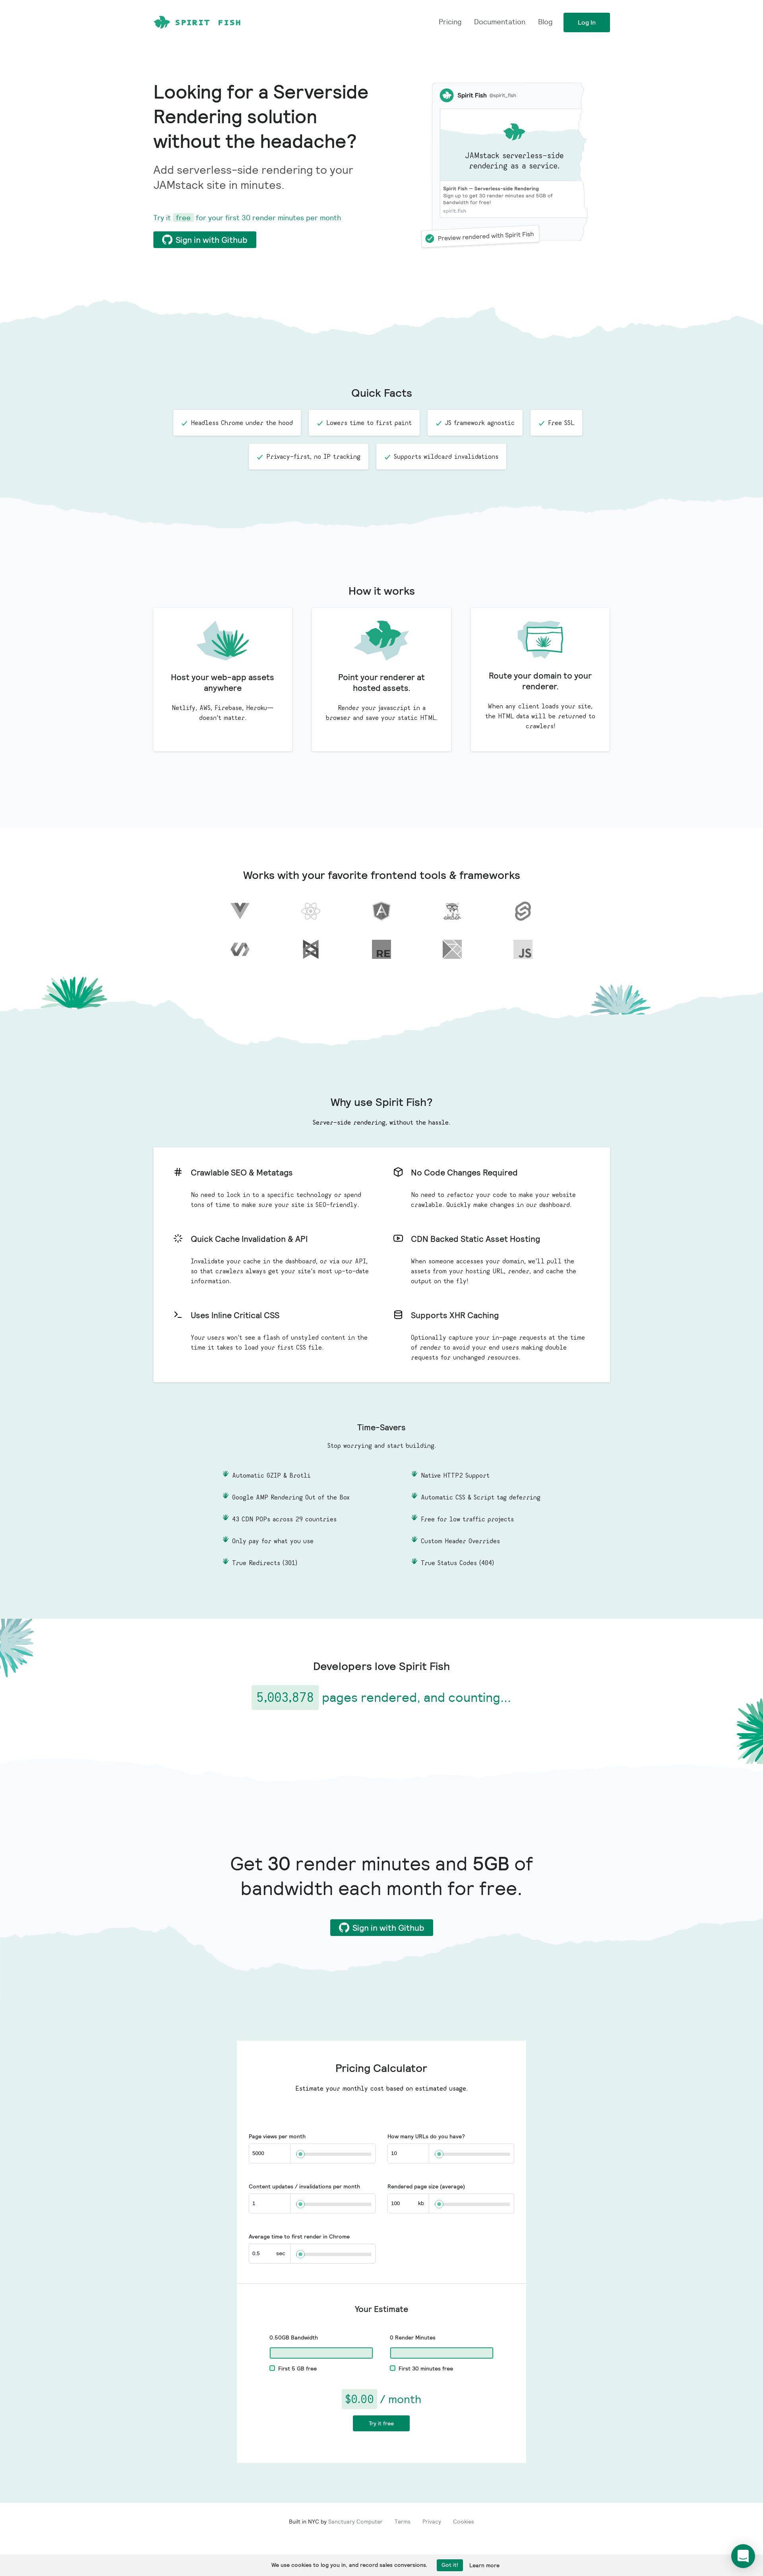 SPIRIT FISH
Pricing
Documentation
Blog
Log In
Looking for a Serverside
Rendering solution
without the headache?
Add serverless-side rendering to your
JAMstack site in minutes.
Try it free for your first 30 render minutes per month
Sign in with Github
Spirit Fish @spirit_fish
JAMstack serverless-side
rendering as a service.
Spirit Fish — Serverless-side Rendering
Sign up to get 30 render minutes and 5GB of
bandwidth for free!
spirit.fish
Preview rendered with Spirit Fish
Quick Facts
Headless Chrome under the hood
Lowers time to first paint
JS framework agnostic
Free SSL
Privacy-first, no IP tracking
Supports wildcard invalidations
How it works
Host your web-app assets
anywhere
Netlify, AWS, Firebase, Heroku—
doesn't matter.
Point your renderer at
hosted assets.
Render your javascript in a
browser and save your static HTML.
Route your domain to your
renderer.
When any client loads your site,
the HTML data will be returned to
crawlers!
Works with your favorite frontend tools & frameworks
RE
JS
Why use Spirit Fish?
Server-side rendering, without the hassle.
Crawlable SEO & Metatags
No need to lock in to a specific technology or spend
tons of time to make sure your site is SEO-friendly.
No Code Changes Required
No need to refactor your code to make your website
crawlable. Quickly make changes in our dashboard.
Quick Cache Invalidation & API
Invalidate your cache in the dashboard, or via our API,
so that crawlers always get your site's most up-to-date
information.
CDN Backed Static Asset Hosting
When someone accesses your domain, we'll pull the
assets from your hosting URL, render, and cache the
output on the fly!
Uses Inline Critical CSS
Your users won't see a flash of unstyled content in the
time it takes to load your first CSS file.
Supports XHR Caching
Optionally capture your in-page requests at the time
of render to avoid your end users making double
requests for unchanged resources.
Time-Savers
Stop worrying and start building.
Automatic GZIP & Brotli
Native HTTP2 Support
Google AMP Rendering Out of the Box
Automatic CSS & Script tag deferring
43 CDN POPs across 29 countries
Free for low traffic projects
Only pay for what you use
Custom Header Overrides
True Redirects (301)
True Status Codes (404)
Developers love Spirit Fish
5,003,878 pages rendered, and counting...
Get 30 render minutes and 5GB of
bandwidth each month for free.
Sign in with Github
Pricing Calculator
Estimate your monthly cost based on estimated usage.
Page views per month
5000
How many URLs do you have?
10
Content updates / invalidations per month
1
Rendered page size (average)
100 kb
Average time to first render in Chrome
0.5 sec
Your Estimate
0.50GB Bandwidth
First 5 GB free
0 Render Minutes
First 30 minutes free
$0.00 / month
Try it free
Built in NYC by Sanctuary Computer
Terms
Privacy
Cookies
We use cookies to log you in, and record sales conversions.
Got it!
Learn more